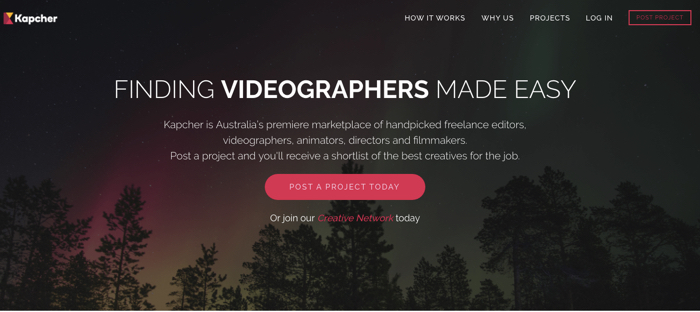 Kapcher
HOW IT WORKS WHY US PROJECTS LOG IN POST PROJECT
FINDING VIDEOGRAPHERS MADE EASY
Kapcher is Australia's premiere marketplace of handpicked freelance editors,
videographers, animators, directors and filmmakers.
Post a project and you'll receive a shortlist of the best creatives for the job.
POST A PROJECT TODAY
Or join our Creative Network today